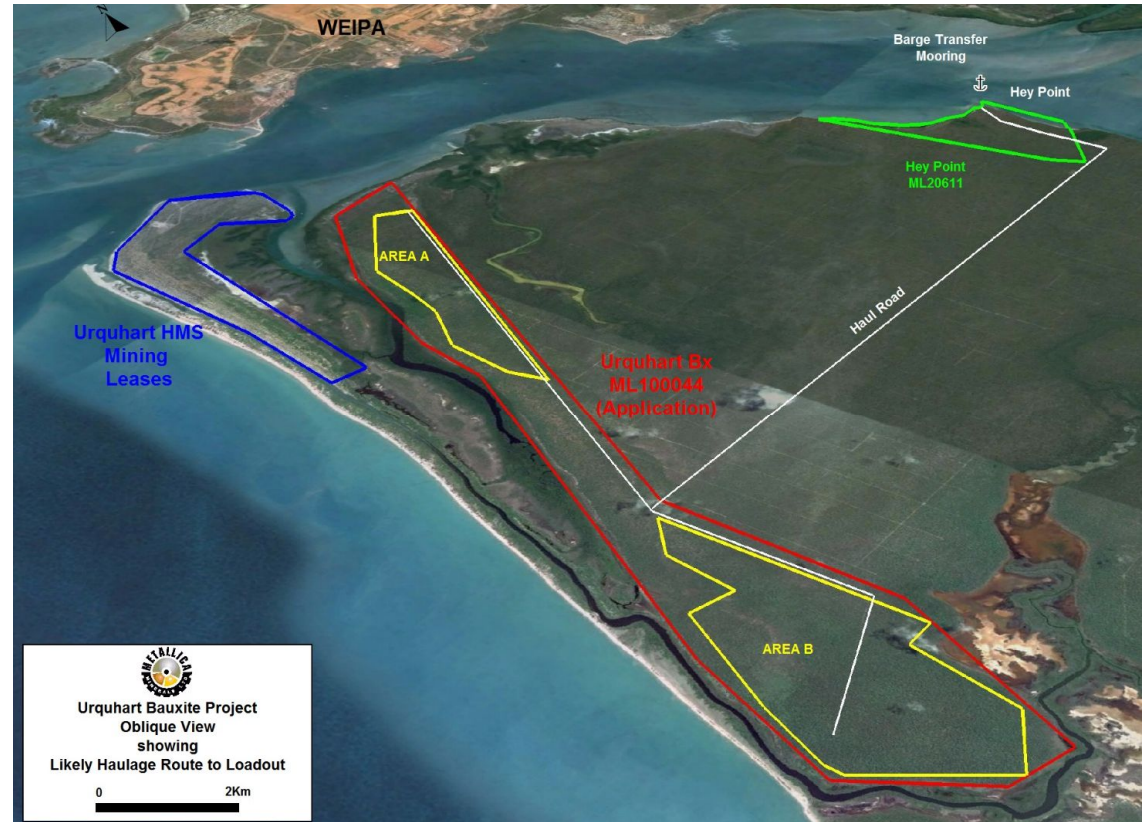 N
WEIPA
Barge Transfer
Mooring
Hey Point
Hey Point
ML20611
AREA A
Haul Road
Urquhart HMS
Mining
Leases
Urquhart Bx
ML100044
(Application)
AREA B
METALLICA
Urquhart Bauxite Project
Oblique View
showing
Likely Haulage Route to Loadout
0 2Km